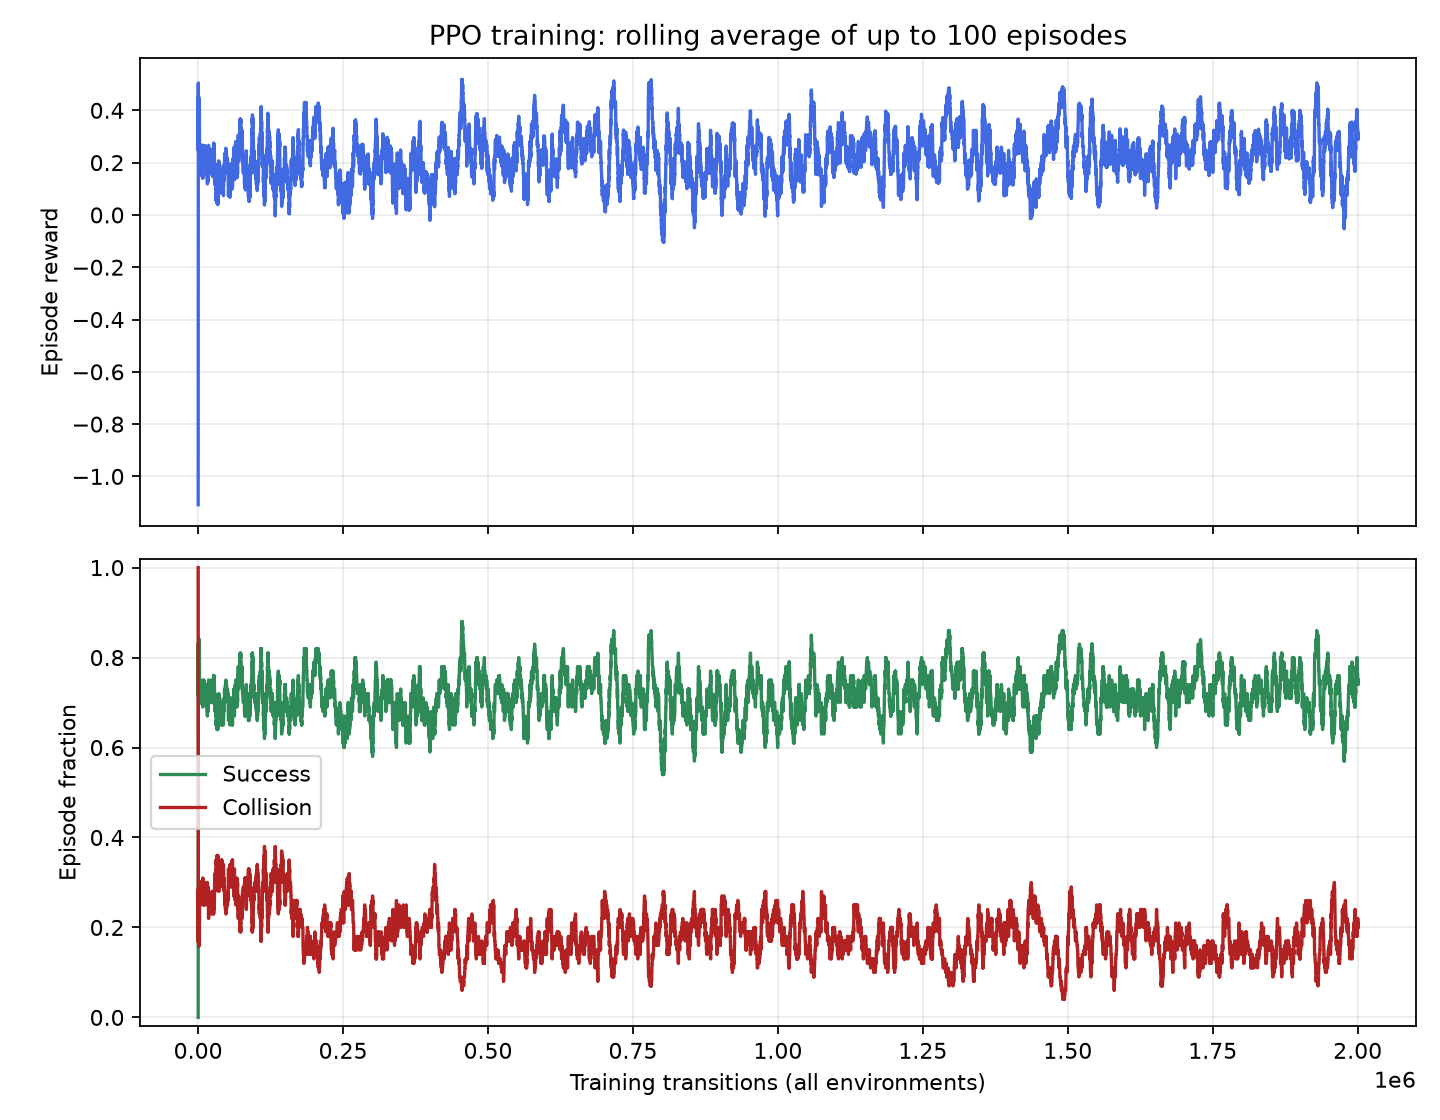 PPO training: rolling average of up to 100 episodes
Episode reward
0.4
0.2
0.0
−0.2
−0.4
−0.6
−0.8
−1.0
Episode fraction
1.0
0.8
0.6
0.4
0.2
0.0
Success
Collision
0.00 0.25 0.50 0.75 1.00 1.25 1.50 1.75 2.00
Training transitions (all environments)
1e6